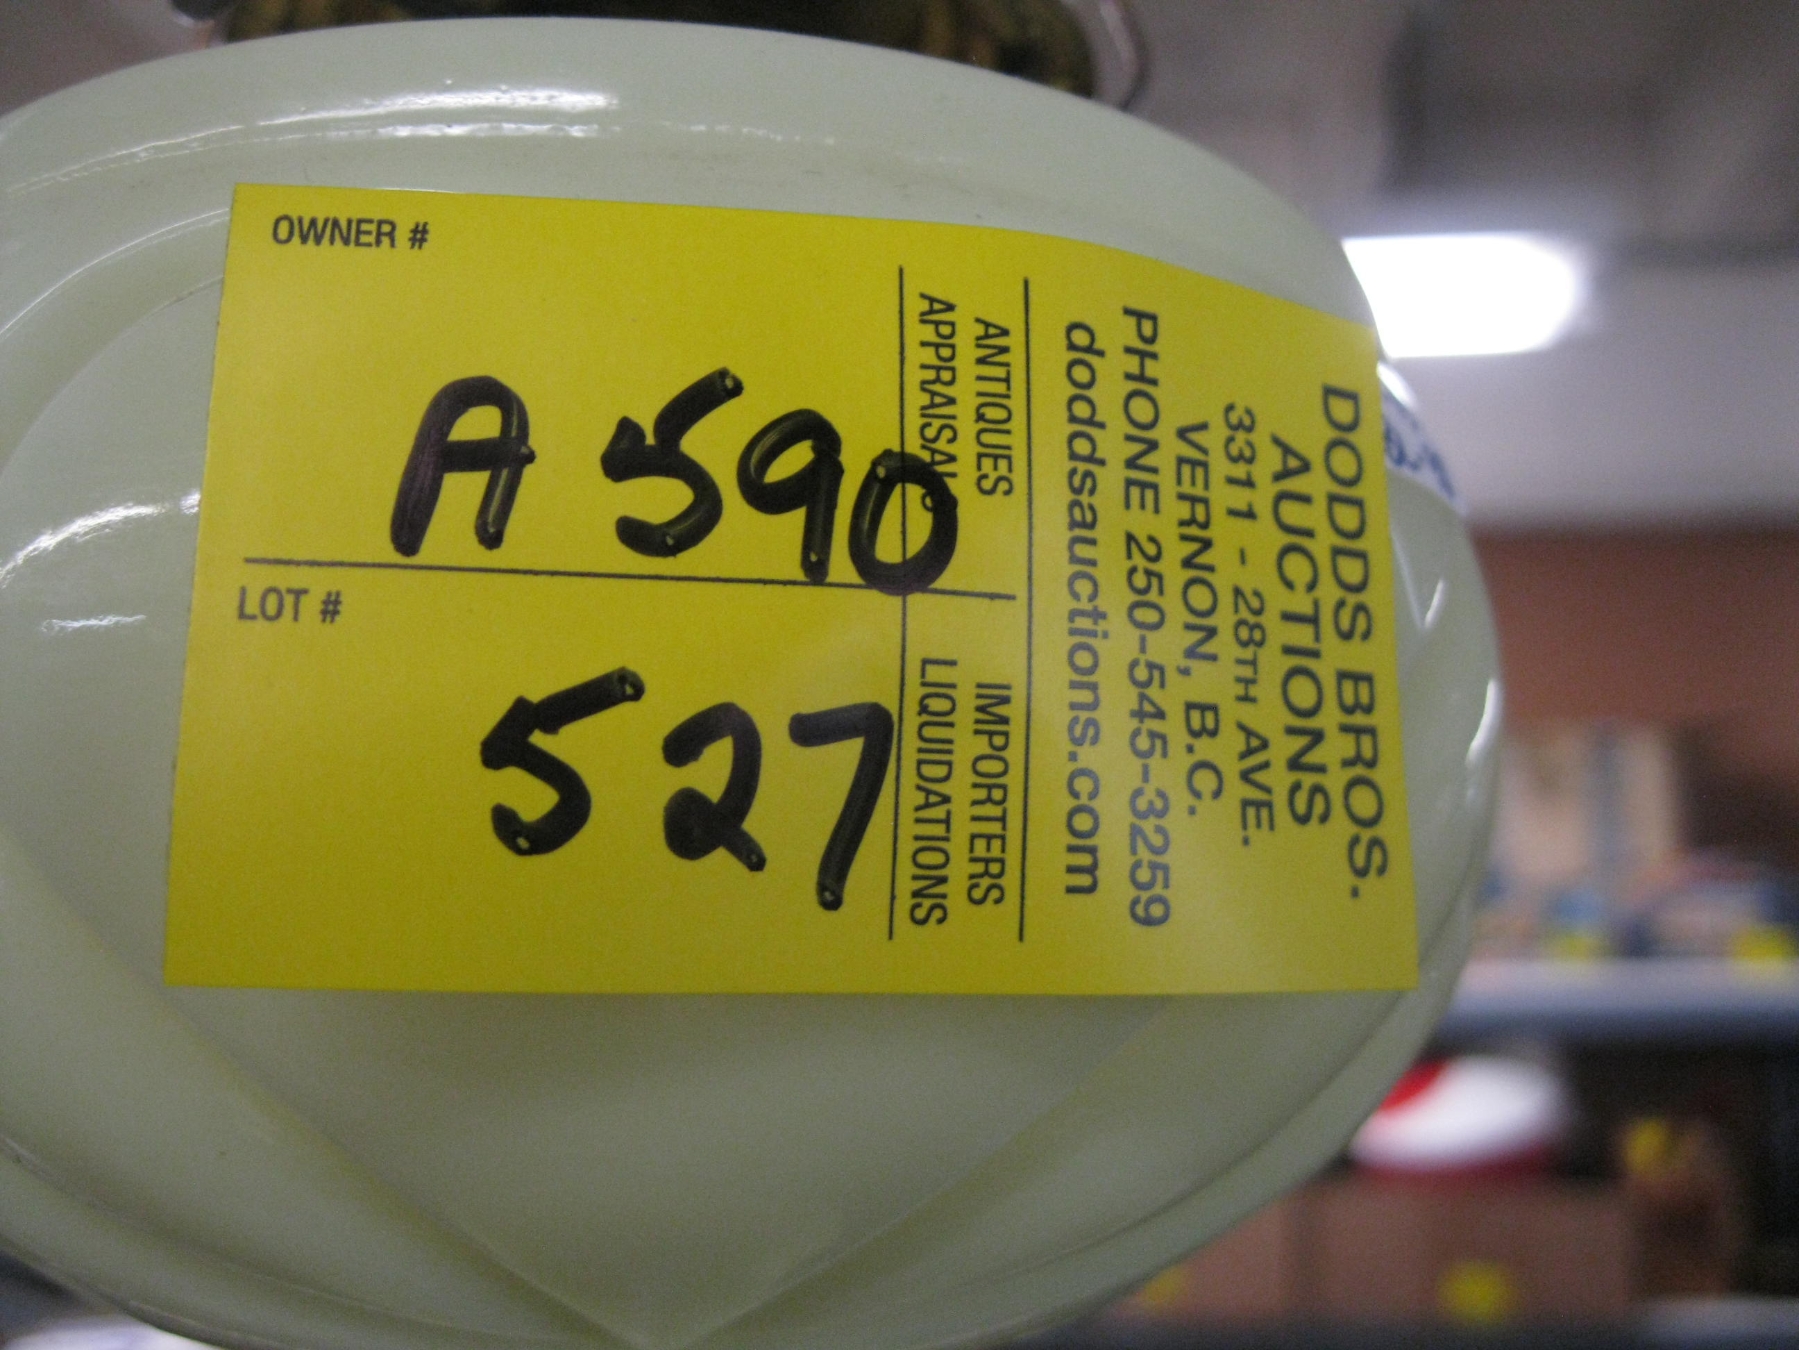 DODDS BROS.
AUCTIONS
3311 - 28TH AVE.
VERNON, B.C.
PHONE 250-545-3259
doddsauctions.com
ANTIQUES
APPRAISALS
IMPORTERS
LIQUIDATIONS
OWNER #
A 590
LOT #
527